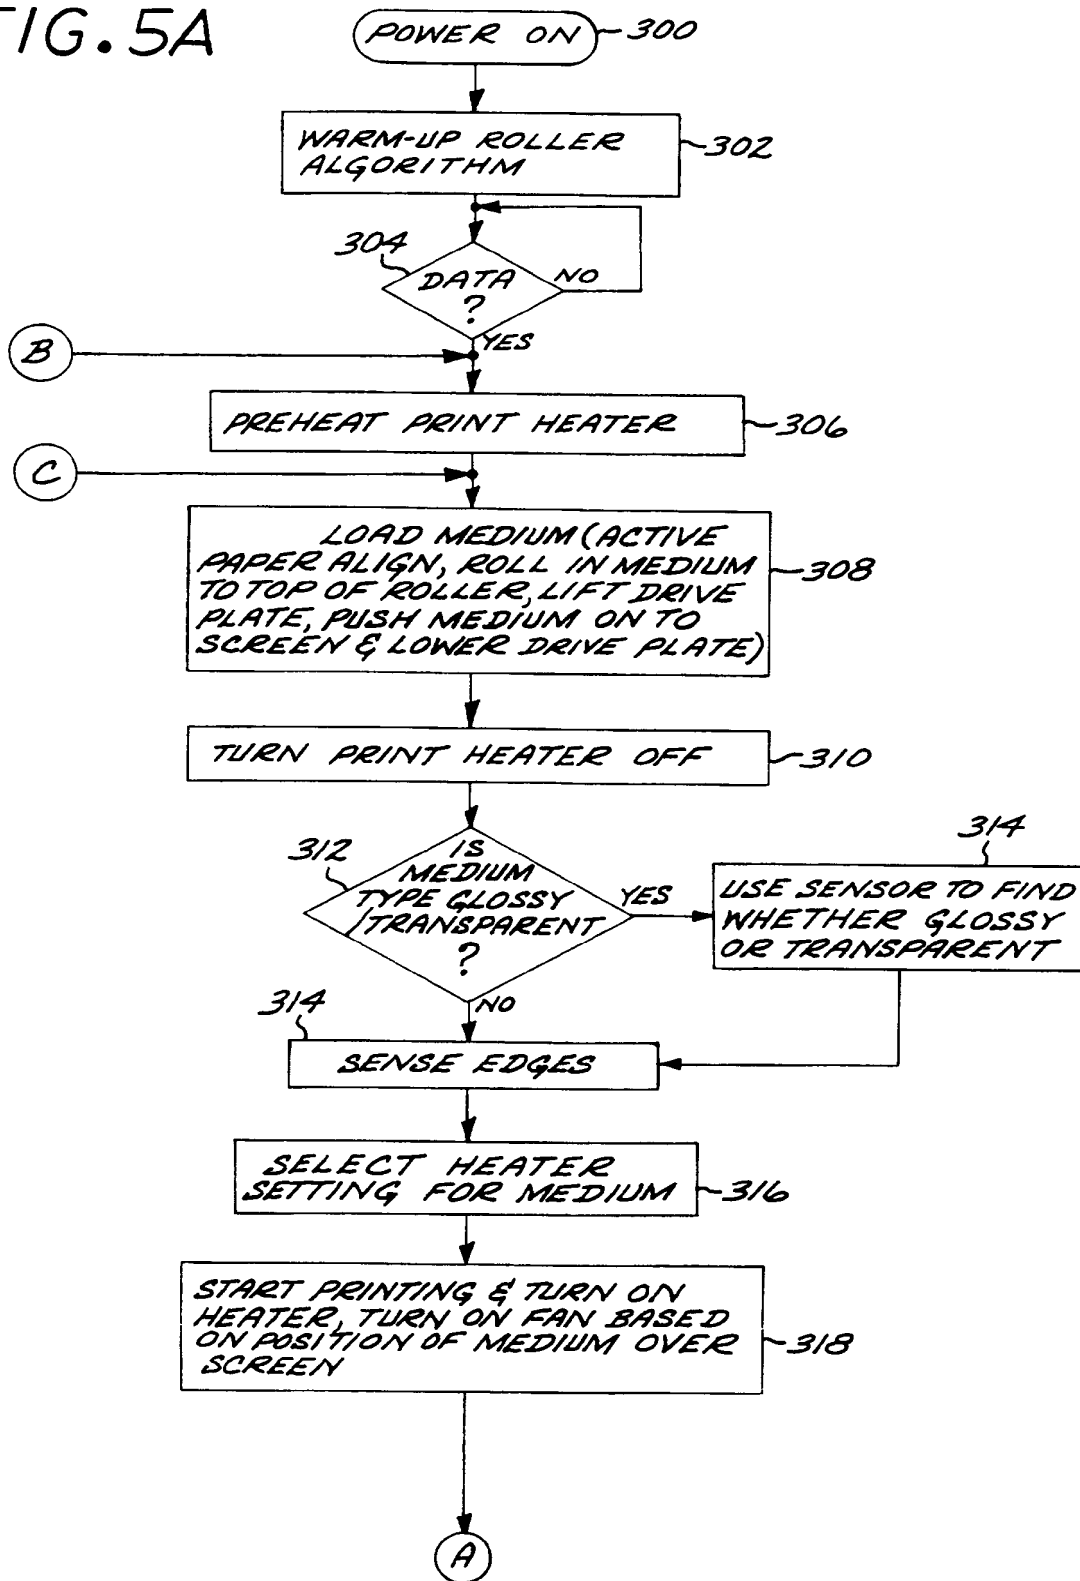 FIG. 5A
POWER ON
300
WARM-UP ROLLER
ALGORITHM
302
304
DATA
?
NO
YES
B
PREHEAT PRINT HEATER
306
C
LOAD MEDIUM (ACTIVE
PAPER ALIGN, ROLL IN MEDIUM
TO TOP OF ROLLER, LIFT DRIVE
PLATE, PUSH MEDIUM ON TO
SCREEN & LOWER DRIVE PLATE)
308
TURN PRINT HEATER OFF
310
312
IS
MEDIUM
TYPE GLOSSY
/TRANSPARENT
?
YES
NO
314
USE SENSOR TO FIND
WHETHER GLOSSY
OR TRANSPARENT
314
SENSE EDGES
SELECT HEATER
SETTING FOR MEDIUM
316
START PRINTING & TURN ON
HEATER, TURN ON FAN BASED
ON POSITION OF MEDIUM OVER
SCREEN
318
A